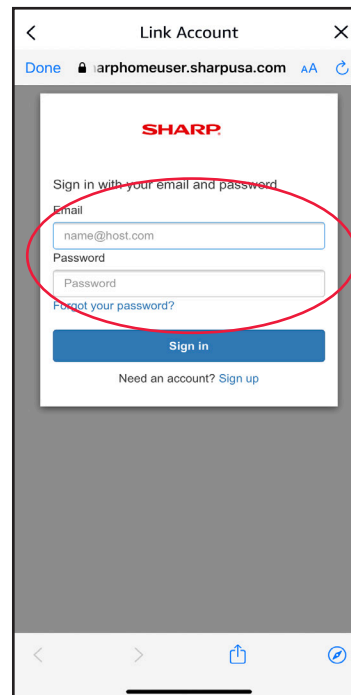 Link Account
Done arphomeuser.sharpusa.com AA
SHARP
Sign in with your email and password
Email
name@host.com
Password
Password
Forgot your password?
Sign in
Need an account? Sign up